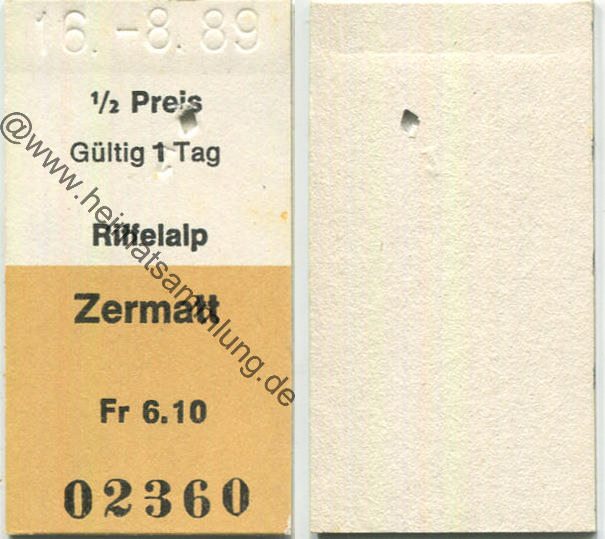 16. -8. 89
1/2 Preis
Gültig 1 Tag
Riffelalp
Zermatt
Fr 6.10
02360
@www.heimatsammlung.de